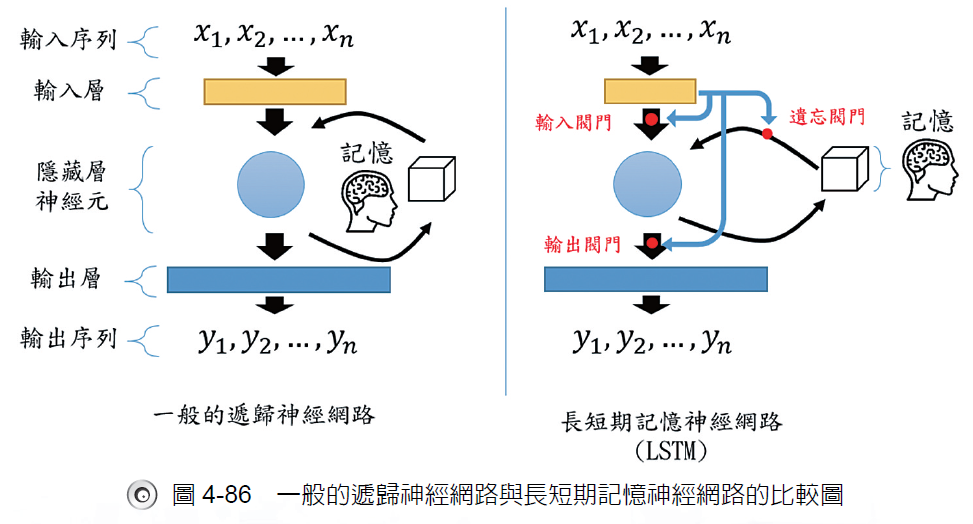 輸入序列
x₁, x₂, ..., xₙ
輸入層
隱藏層
神經元
記憶
輸出層
輸出序列
y₁, y₂, ..., yₙ
一般的遞歸神經網路
x₁, x₂, ..., xₙ
輸入閥門
遺忘閥門
記憶
輸出閥門
y₁, y₂, ..., yₙ
長短期記憶神經網路
(LSTM)
圖 4-86 一般的遞歸神經網路與長短期記憶神經網路的比較圖